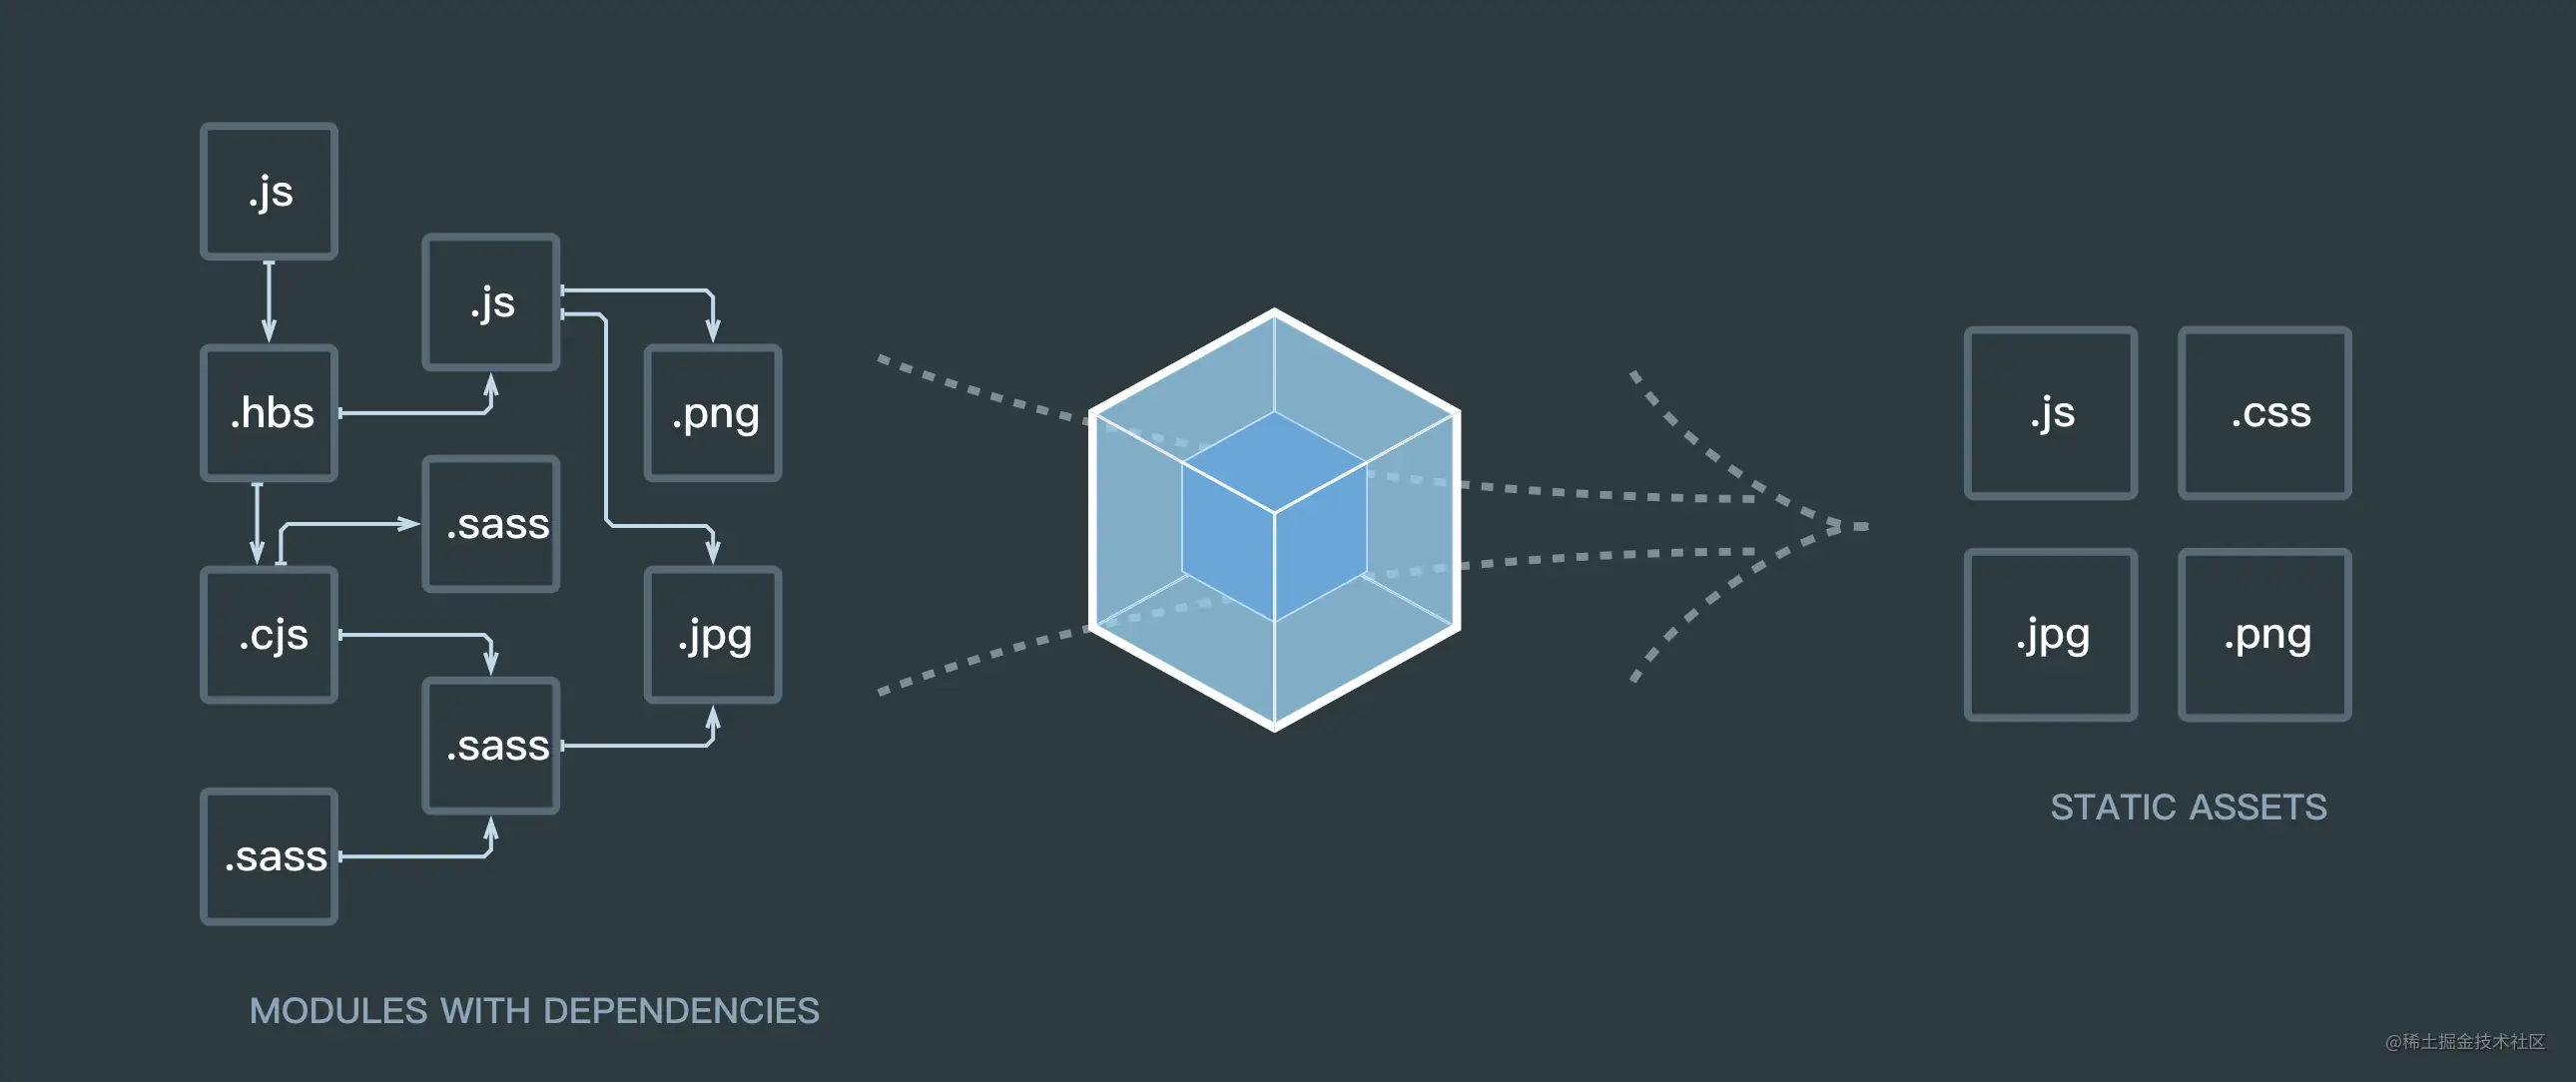 .js
.js
.hbs
.png
.sass
.cjs
.jpg
.sass
.sass
MODULES WITH DEPENDENCIES
.js
.css
.jpg
.png
STATIC ASSETS
@稀土掘金技术社区